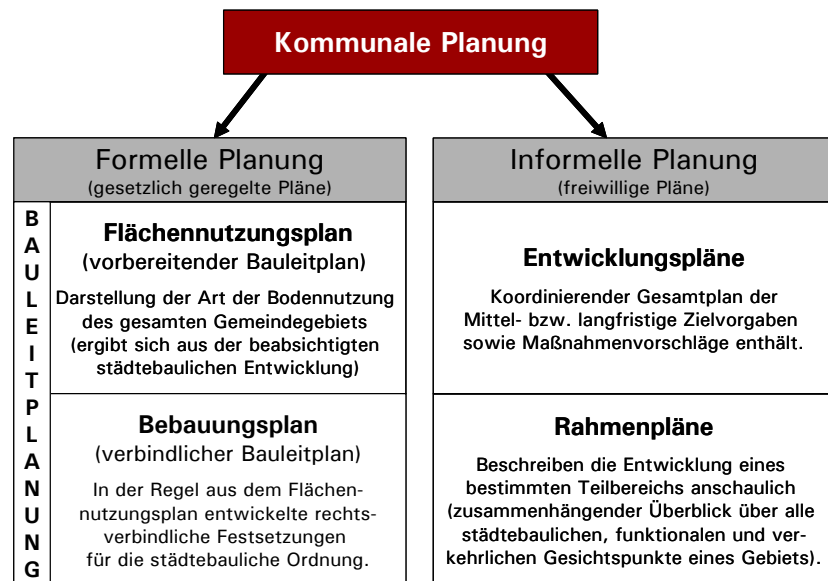 Kommunale Planung
Formelle Planung
(gesetzlich geregelte Pläne)
BAULEITPLANUNG
Flächennutzungsplan
(vorbereitender Bauleitplan)
Darstellung der Art der Bodennutzung
des gesamten Gemeindegebiets
(ergibt sich aus der beabsichtigten
städtebaulichen Entwicklung)
Bebauungsplan
(verbindlicher Bauleitplan)
In der Regel aus dem Flächen-
nutzungsplan entwickelte rechts-
verbindliche Festsetzungen
für die städtebauliche Ordnung.
Informelle Planung
(freiwillige Pläne)
Entwicklungspläne
Koordinierender Gesamtplan der
Mittel- bzw. langfristige Zielvorgaben
sowie Maßnahmenvorschläge enthält.
Rahmenpläne
Beschreiben die Entwicklung eines
bestimmten Teilbereichs anschaulich
(zusammenhängender Überblick über alle
städtebaulichen, funktionalen und ver-
kehrlichen Gesichtspunkte eines Gebiets).